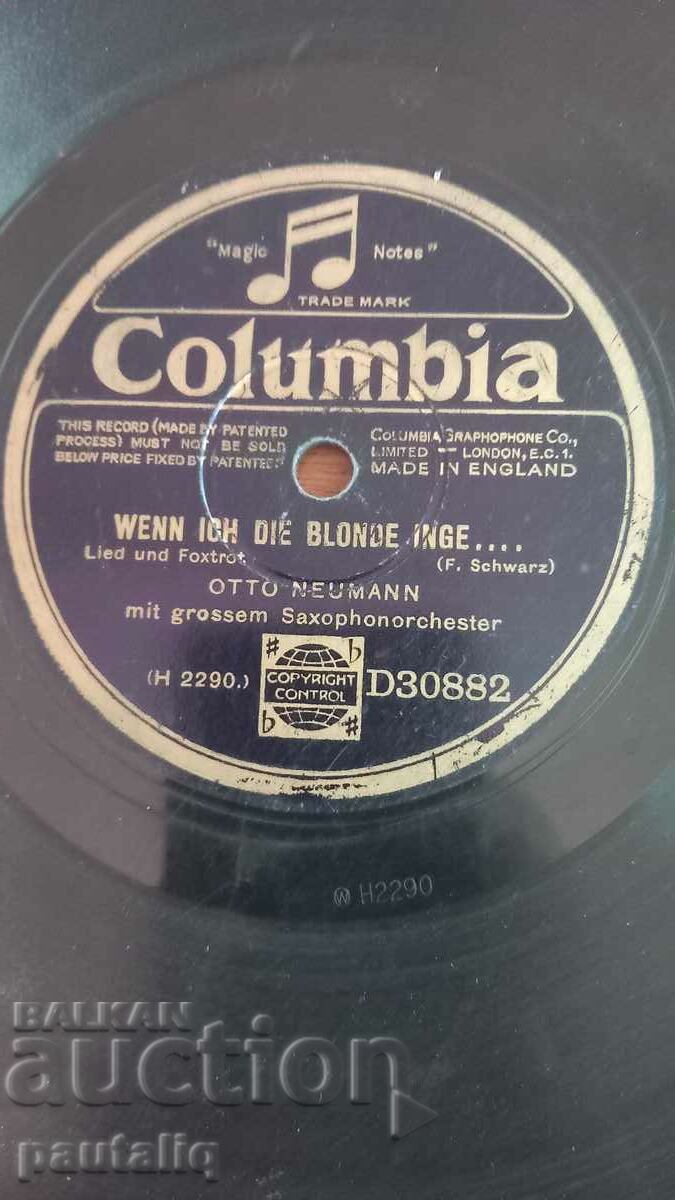 "Magic Notes"
TRADE MARK
Columbia
THIS RECORD (MADE BY PATENTED
PROCESS) MUST NOT BE SOLD
BELOW PRICE FIXED BY PATENTEES
COLUMBIA GRAPHOPHONE CO.,
LIMITED — LONDON, E.C.1.
MADE IN ENGLAND
WENN ICH DIE BLONDE INGE....
Lied und Foxtrot
(F. Schwarz)
OTTO NEUMANN
mit grossem Saxophonorchester
(H 2290.)
♯ ♭
COPYRIGHT
CONTROL
♭ ♯
D30882
Ⓦ H2290
BALKAN
auction
pautaliq